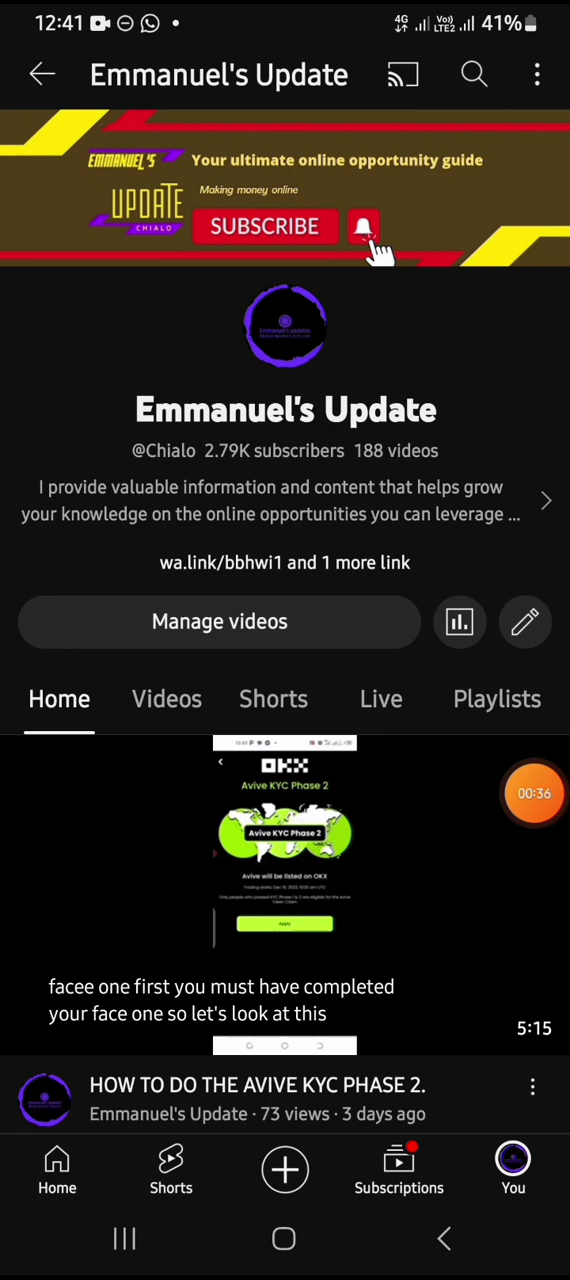 12:41
4G Vo)) LTE2 41%
Emmanuel's Update
EMMANUEL'S
UPDATE
CHIALO
Your ultimate online opportunity guide
Making money online
SUBSCRIBE
Emmanuel's Update
@Chialo 2.79K subscribers 188 videos
I provide valuable information and content that helps grow
your knowledge on the online opportunities you can leverage ...
wa.link/bbhwi1 and 1 more link
Manage videos
Home Videos Shorts Live Playlists
OKX
Avive KYC Phase 2
Avive KYC Phase 2
Avive will be listed on OKX
Apply
00:36
facee one first you must have completed
your face one so let's look at this
5:15
HOW TO DO THE AVIVE KYC PHASE 2.
Emmanuel's Update · 73 views · 3 days ago
Home Shorts Subscriptions You